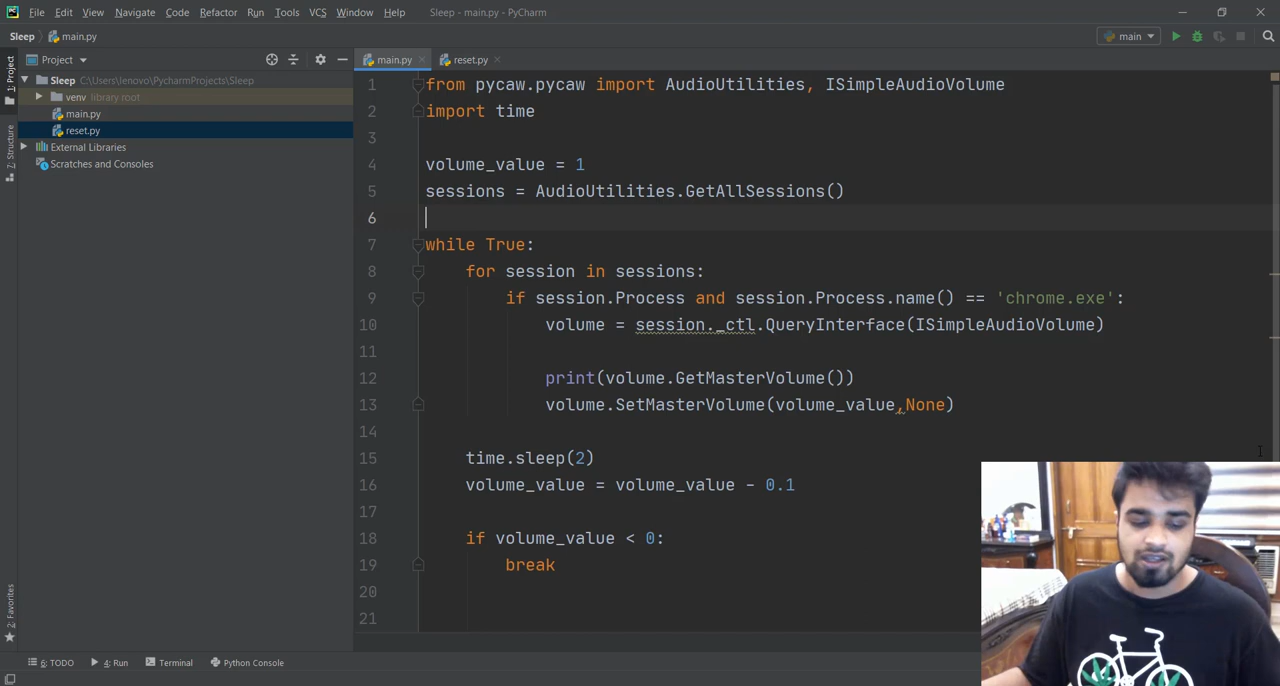 File Edit View Navigate Code Refactor Run Tools VCS Window Help Sleep - main.py - PyCharm
Sleep main.py main
1: Project Project main.py reset.py
Sleep C:\Users\lenovo\PycharmProjects\Sleep
venv library root
main.py
reset.py
External Libraries
Scratches and Consoles
7: Structure
2: Favorites
1 from pycaw.pycaw import AudioUtilities, ISimpleAudioVolume
2 import time
3
4 volume_value = 1
5 sessions = AudioUtilities.GetAllSessions()
6
7 while True:
8 for session in sessions:
9 if session.Process and session.Process.name() == 'chrome.exe':
10 volume = session._ctl.QueryInterface(ISimpleAudioVolume)
11
12 print(volume.GetMasterVolume())
13 volume.SetMasterVolume(volume_value,None)
14
15 time.sleep(2)
16 volume_value = volume_value - 0.1
17
18 if volume_value < 0:
19 break
20
21
6: TODO 4: Run Terminal Python Console